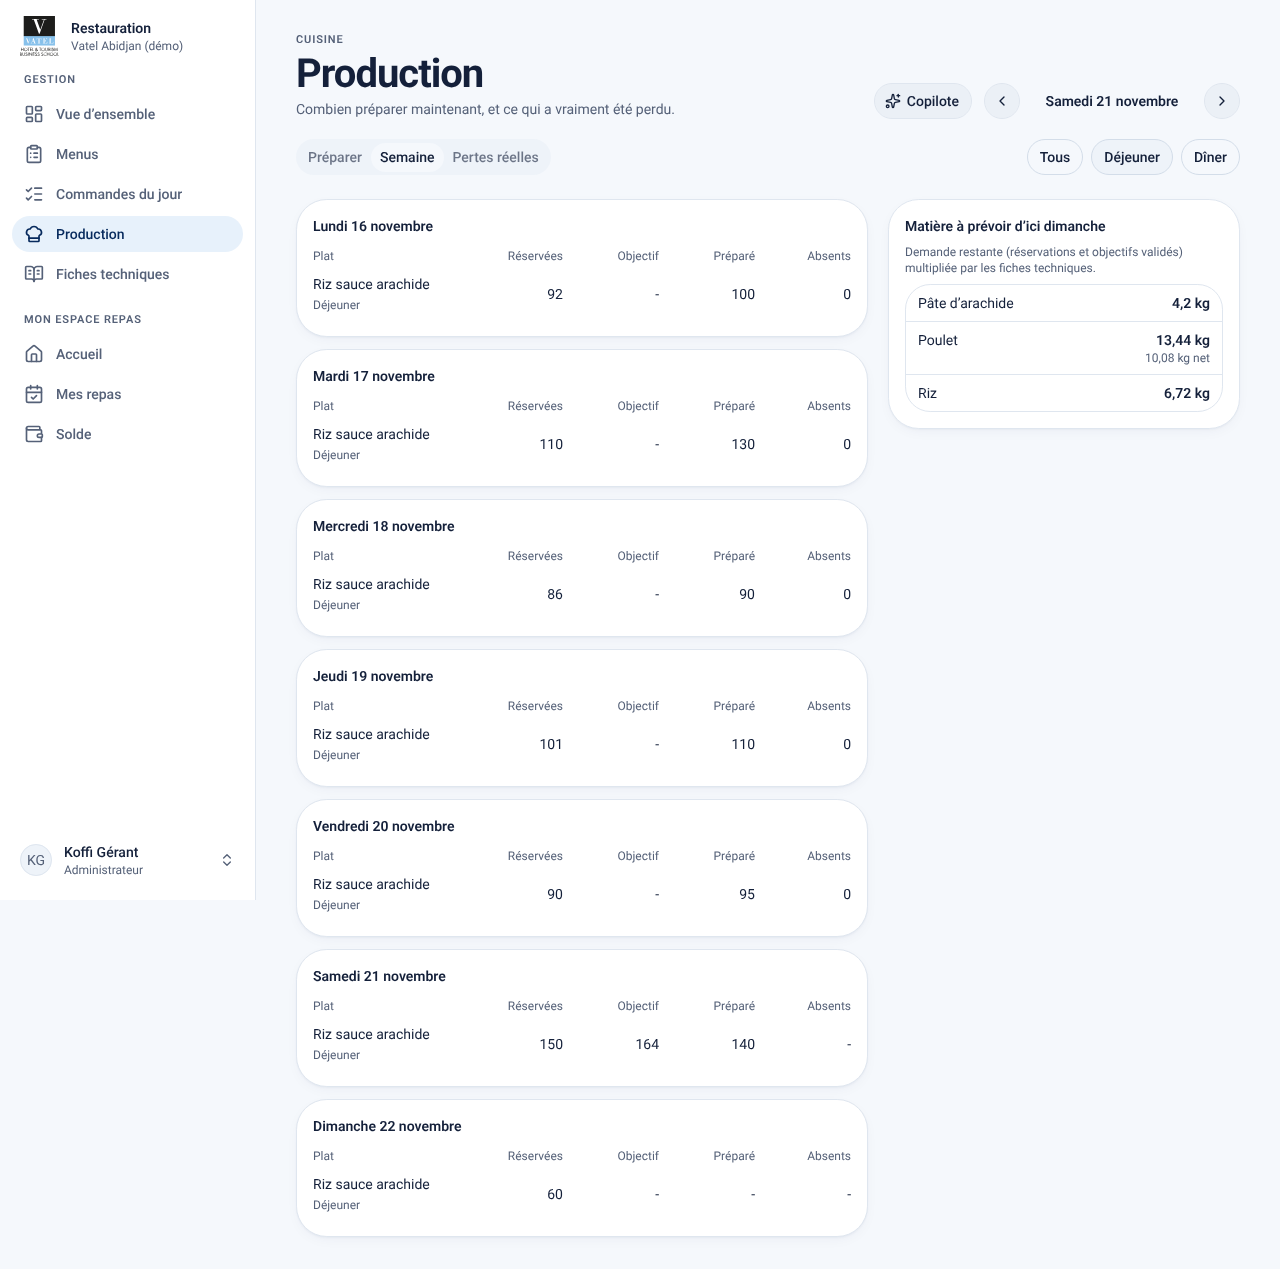 V
VATEL
HOTEL & TOURISM
BUSINESS SCHOOL
Restauration
Vatel Abidjan (démo)
GESTION
Vue d’ensemble
Menus
Commandes du jour
Production
Fiches techniques
MON ESPACE REPAS
Accueil
Mes repas
Solde
KG
Koffi Gérant
Administrateur
CUISINE
Production
Combien préparer maintenant, et ce qui a vraiment été perdu.
Copilote
Samedi 21 novembre
Préparer Semaine Pertes réelles
Tous Déjeuner Dîner
Lundi 16 novembre
Plat Réservées Objectif Préparé Absents
Riz sauce arachide
Déjeuner
92 - 100 0
Mardi 17 novembre
Plat Réservées Objectif Préparé Absents
Riz sauce arachide
Déjeuner
110 - 130 0
Mercredi 18 novembre
Plat Réservées Objectif Préparé Absents
Riz sauce arachide
Déjeuner
86 - 90 0
Jeudi 19 novembre
Plat Réservées Objectif Préparé Absents
Riz sauce arachide
Déjeuner
101 - 110 0
Vendredi 20 novembre
Plat Réservées Objectif Préparé Absents
Riz sauce arachide
Déjeuner
90 - 95 0
Samedi 21 novembre
Plat Réservées Objectif Préparé Absents
Riz sauce arachide
Déjeuner
150 164 140 -
Dimanche 22 novembre
Plat Réservées Objectif Préparé Absents
Riz sauce arachide
Déjeuner
60 - - -
Matière à prévoir d’ici dimanche
Demande restante (réservations et objectifs validés)
multipliée par les fiches techniques.
Pâte d’arachide 4,2 kg
Poulet 13,44 kg
10,08 kg net
Riz 6,72 kg